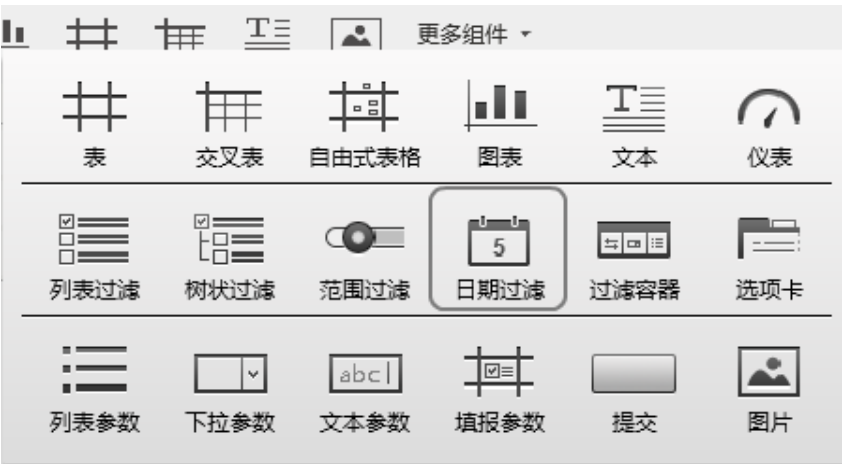 更多组件
表 交叉表 自由式表格 图表 文本 仪表
5
列表过滤 树状过滤 范围过滤 日期过滤 过滤容器 选项卡
abc
列表参数 下拉参数 文本参数 填报参数 提交 图片